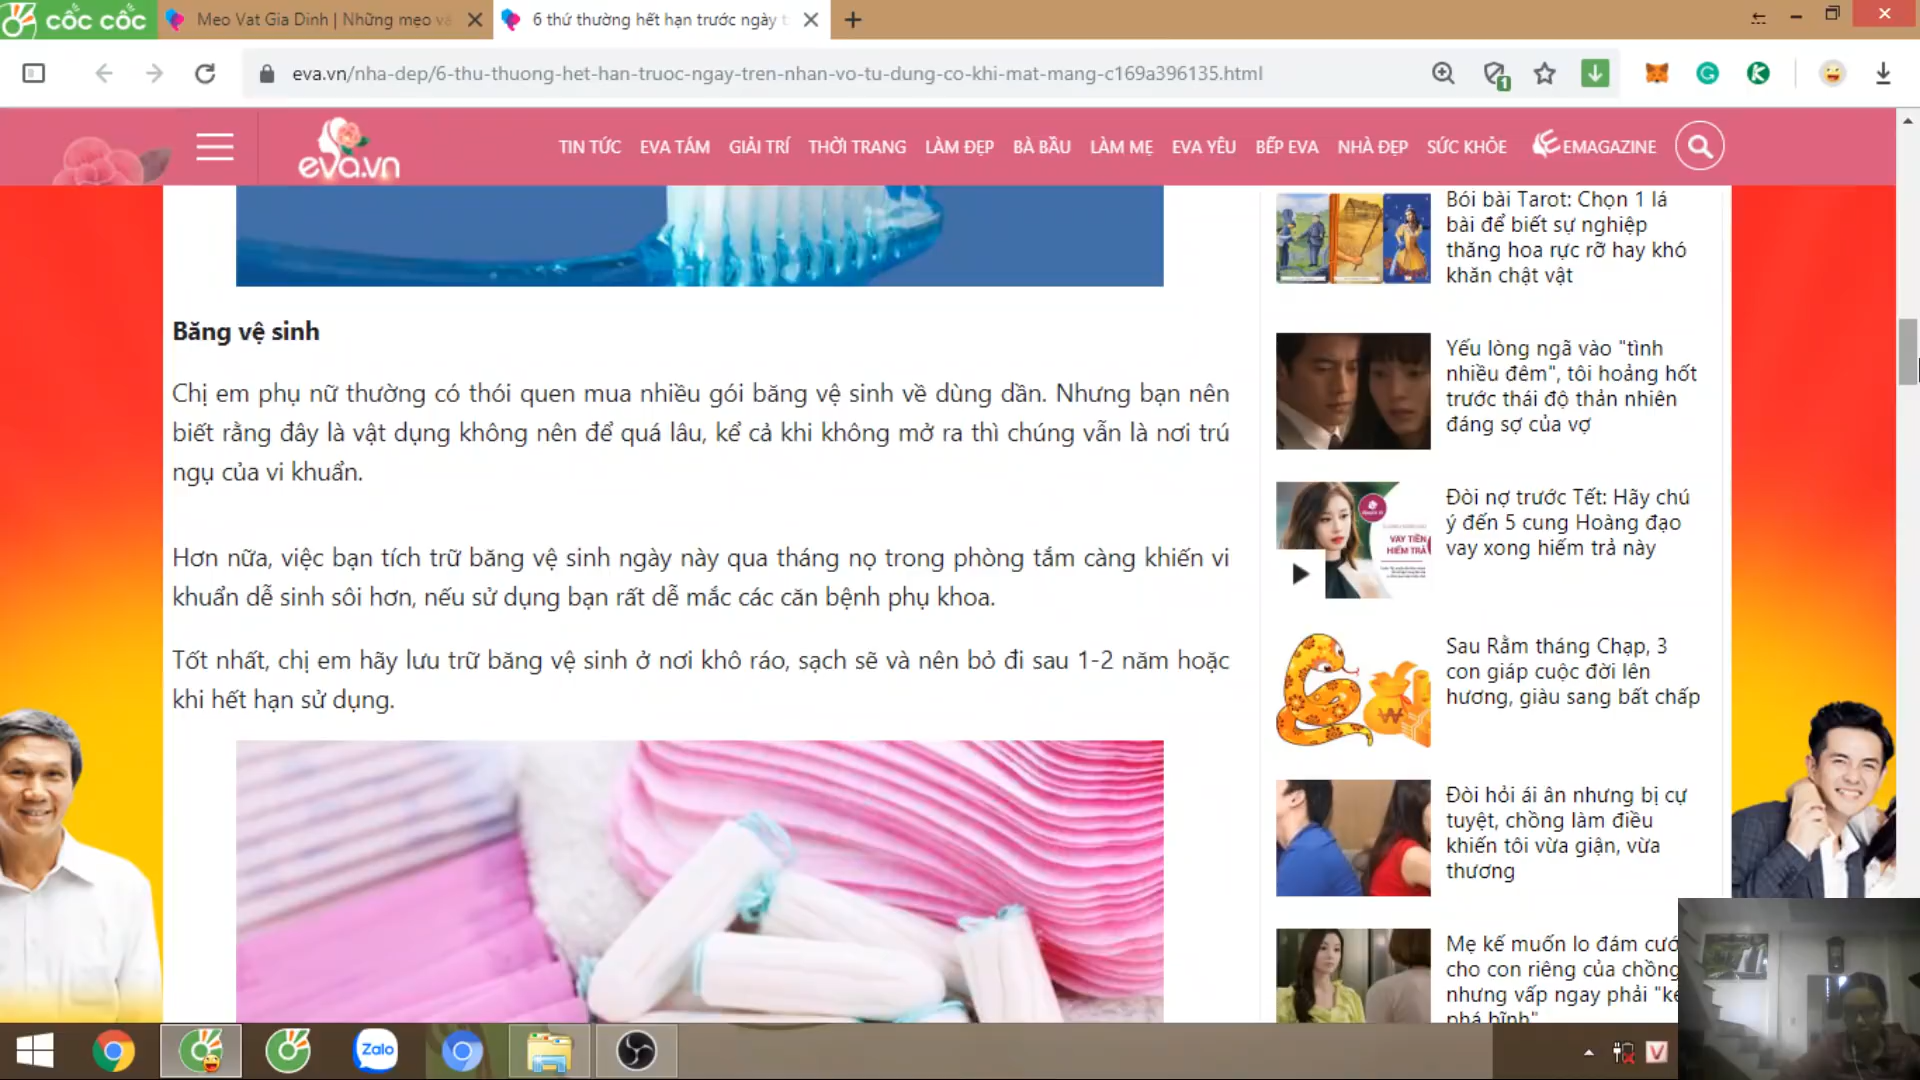 cốc cốc
Meo Vat Gia Dinh | Những mẹo vặ
6 thứ thường hết hạn trước ngày t
eva.vn/nha-dep/6-thu-thuong-het-han-truoc-ngay-tren-nhan-vo-tu-dung-co-khi-mat-mang-c169a396135.html
1
eva.vn
TIN TỨC EVA TÁM GIẢI TRÍ THỜI TRANG LÀM ĐẸP BÀ BẦU LÀM MẸ EVA YÊU BẾP EVA NHÀ ĐẸP SỨC KHỎE EMAGAZINE
Băng vệ sinh
Chị em phụ nữ thường có thói quen mua nhiều gói băng vệ sinh về dùng dần. Nhưng bạn nên
biết rằng đây là vật dụng không nên để quá lâu, kể cả khi không mở ra thì chúng vẫn là nơi trú
ngụ của vi khuẩn.
Hơn nữa, việc bạn tích trữ băng vệ sinh ngày này qua tháng nọ trong phòng tắm càng khiến vi
khuẩn dễ sinh sôi hơn, nếu sử dụng bạn rất dễ mắc các căn bệnh phụ khoa.
Tốt nhất, chị em hãy lưu trữ băng vệ sinh ở nơi khô ráo, sạch sẽ và nên bỏ đi sau 1-2 năm hoặc
khi hết hạn sử dụng.
Bói bài Tarot: Chọn 1 lá
bài để biết sự nghiệp
thăng hoa rực rỡ hay khó
khăn chật vật
Yếu lòng ngã vào "tình
nhiều đêm", tôi hoảng hốt
trước thái độ thản nhiên
đáng sợ của vợ
VAY TIỀN
HIẾM TRẢ
Đòi nợ trước Tết: Hãy chú
ý đến 5 cung Hoàng đạo
vay xong hiếm trả này
Sau Rằm tháng Chạp, 3
con giáp cuộc đời lên
hương, giàu sang bất chấp
Đòi hỏi ái ân nhưng bị cự
tuyệt, chồng làm điều
khiến tôi vừa giận, vừa
thương
Mẹ kế muốn lo đám cướ
cho con riêng của chồng
nhưng vấp ngay phải "kẻ
phá bĩnh"
Zalo
V